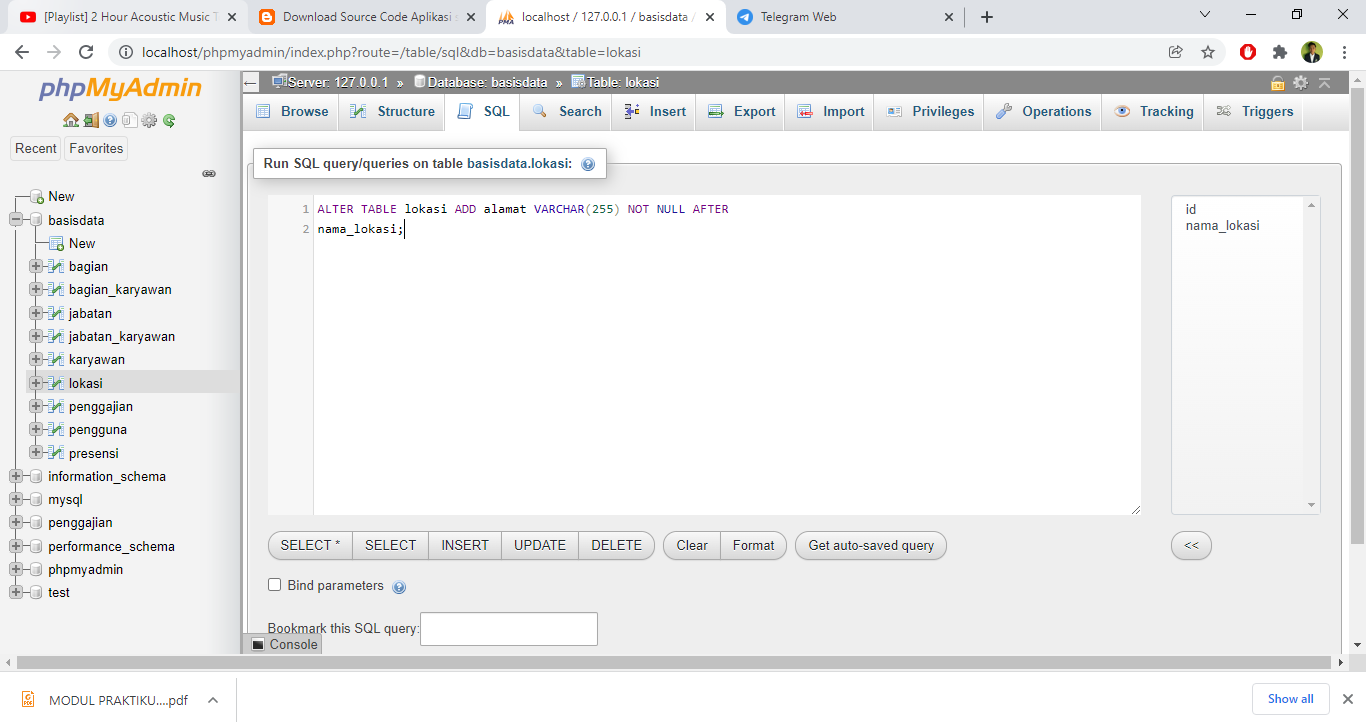 [Playlist] 2 Hour Acoustic Music T
Download Source Code Aplikasi
localhost / 127.0.0.1 / basisdata /
Telegram Web
localhost/phpmyadmin/index.php?route=/table/sql&db=basisdata&table=lokasi
phpMyAdmin
Recent
Favorites
New
basisdata
New
bagian
bagian_karyawan
jabatan
jabatan_karyawan
karyawan
lokasi
penggajian
pengguna
presensi
information_schema
mysql
penggajian
performance_schema
phpmyadmin
test
Server: 127.0.0.1 » Database: basisdata » Table: lokasi
Browse
Structure
SQL
Search
Insert
Export
Import
Privileges
Operations
Tracking
Triggers
Run SQL query/queries on table basisdata.lokasi:
1 ALTER TABLE lokasi ADD alamat VARCHAR(255) NOT NULL AFTER
2 nama_lokasi;
id
nama_lokasi
SELECT *
SELECT
INSERT
UPDATE
DELETE
Clear
Format
Get auto-saved query
<<
Bind parameters
Bookmark this SQL query:
Console
MODUL PRAKTIKU....pdf
Show all